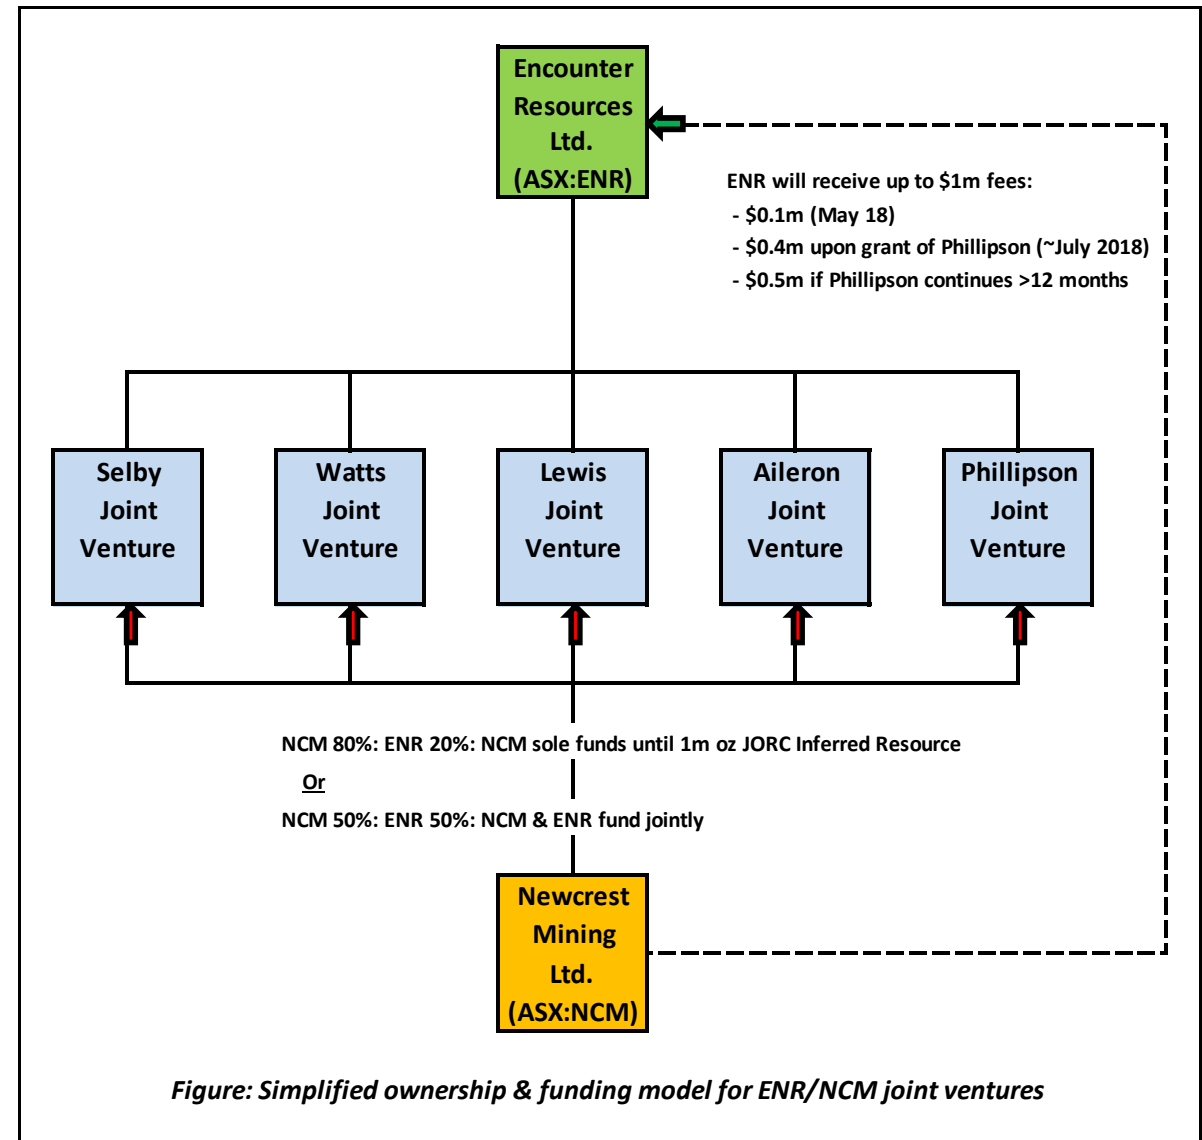 Encounter
Resources
Ltd.
(ASX:ENR)
ENR will receive up to $1m fees:
- $0.1m (May 18)
- $0.4m upon grant of Phillipson (~July 2018)
- $0.5m if Phillipson continues >12 months
Selby
Joint
Venture
Watts
Joint
Venture
Lewis
Joint
Venture
Aileron
Joint
Venture
Phillipson
Joint
Venture
NCM 80%: ENR 20%: NCM sole funds until 1m oz JORC Inferred Resource
Or
NCM 50%: ENR 50%: NCM & ENR fund jointly
Newcrest
Mining
Ltd.
(ASX:NCM)
Figure: Simplified ownership & funding model for ENR/NCM joint ventures